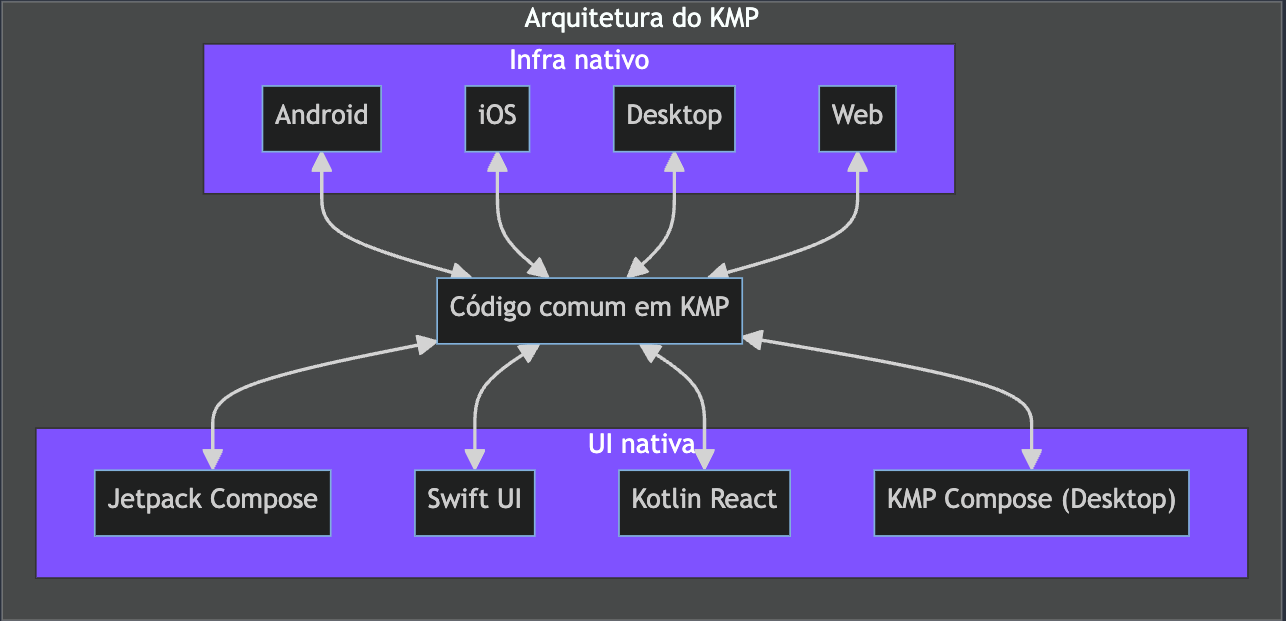 Arquitetura do KMP
Infra nativo
Android
iOS
Desktop
Web
Código comum em KMP
UI nativa
Jetpack Compose
Swift UI
Kotlin React
KMP Compose (Desktop)